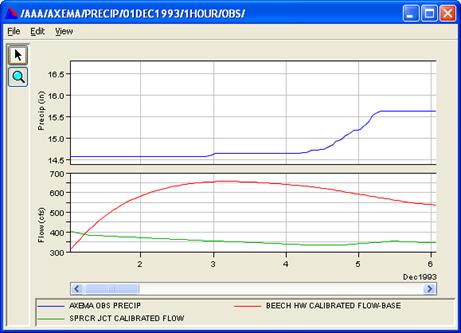 /AAA/AXEMA/PRECIP/01DEC1993/1HOUR/OBS/
File Edit View
16.5
16.0
15.5
15.0
14.5
Precip (in)
700
600
500
400
300
Flow(cfs)
2 3 4 5 6
Dec1993
AXEMA OBS PRECIP BEECH HW CALIBRATED FLOW-BASE
SPRCR JCT CALIBRATED FLOW